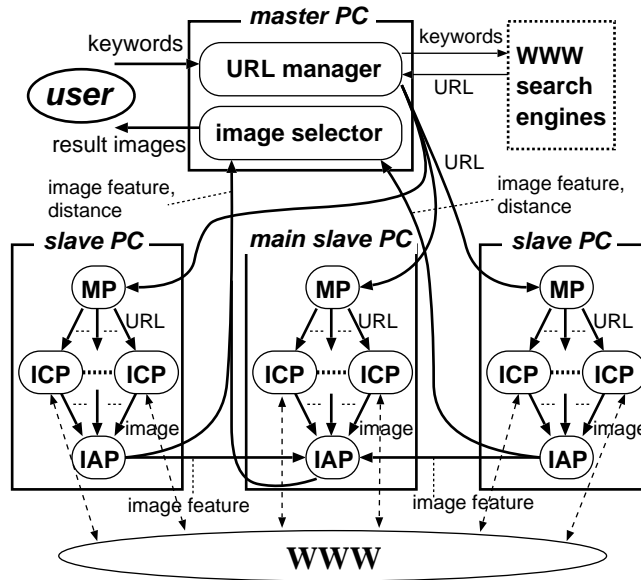 master PC
keywords
keywords
URL manager
WWW
search
engines
URL
user
image selector
result images
URL
image feature,
distance
image feature,
distance
slave PC
main slave PC
slave PC
MP
MP
MP
URL
URL
URL
ICP
ICP
ICP
ICP
ICP
ICP
image
image
image
IAP
IAP
IAP
image feature
image feature
WWW